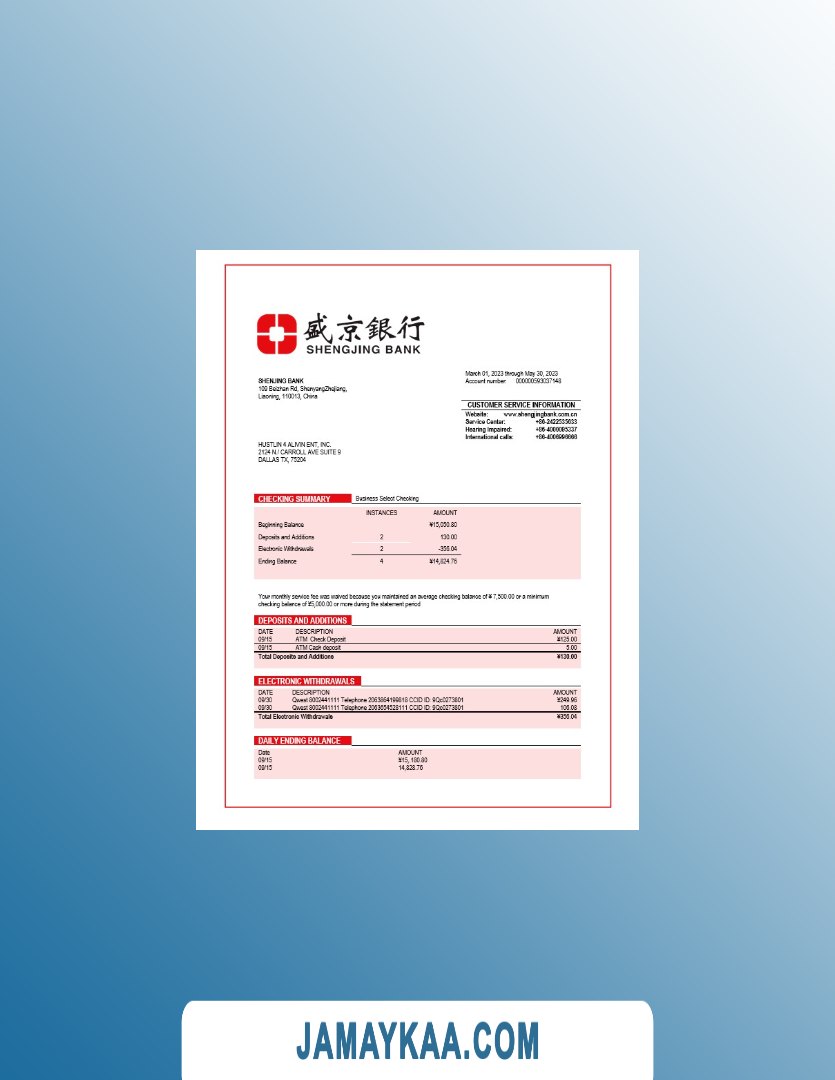 盛京銀行
SHENGJING BANK
March 01, 2023 through May 30, 2023
Account number: 000000593037148
SHENJING BANK
109 Beizhan Rd, ShenyangZhejiang,
Liaoning, 110013, China
CUSTOMER SERVICE INFORMATION
Website: www.shengjingbank.com.cn
Service Center: +86-2422535633
Hearing Impaired: +86-4006095337
International calls: +86-4006996666
HUSTLIN 4 ALIVIN ENT, INC.
2124 N.I CARROLL AVE SUITE 9
DALLAS TX, 75204
CHECKING SUMMARY Business Select Checking
INSTANCES AMOUNT
Beginning Balance ¥15,050.80
Deposits and Additions 2 130.00
Electronic Withdrawals 2 -356.04
Ending Balance 4 ¥14,824.76
Your monthly service fee was waived because you maintained an average checking balance of ¥ 7,500.00 or a minimum
checking balance of ¥5,000.00 or more during the statement period
DEPOSITS AND ADDITIONS
DATE DESCRIPTION AMOUNT
09/15 ATM Check Deposit ¥125.00
09/15 ATM Cash deposit 5.00
Total Deposits and Additions ¥130.00
ELECTRONIC WITHDRAWALS
DATE DESCRIPTION AMOUNT
09/30 Qwest 8002441111 Telephone 2063864199818 CCID ID: 9Qc0273801 ¥249.96
09/30 Qwest 8002441111 Telephone 2063654528111 CCID ID: 9Qc0273801 106.08
Total Electronic Withdrawals ¥356.04
DAILY ENDING BALANCE
Date AMOUNT
09/15 ¥15, 180.80
09/15 14,828.76
JAMAYKAA.COM